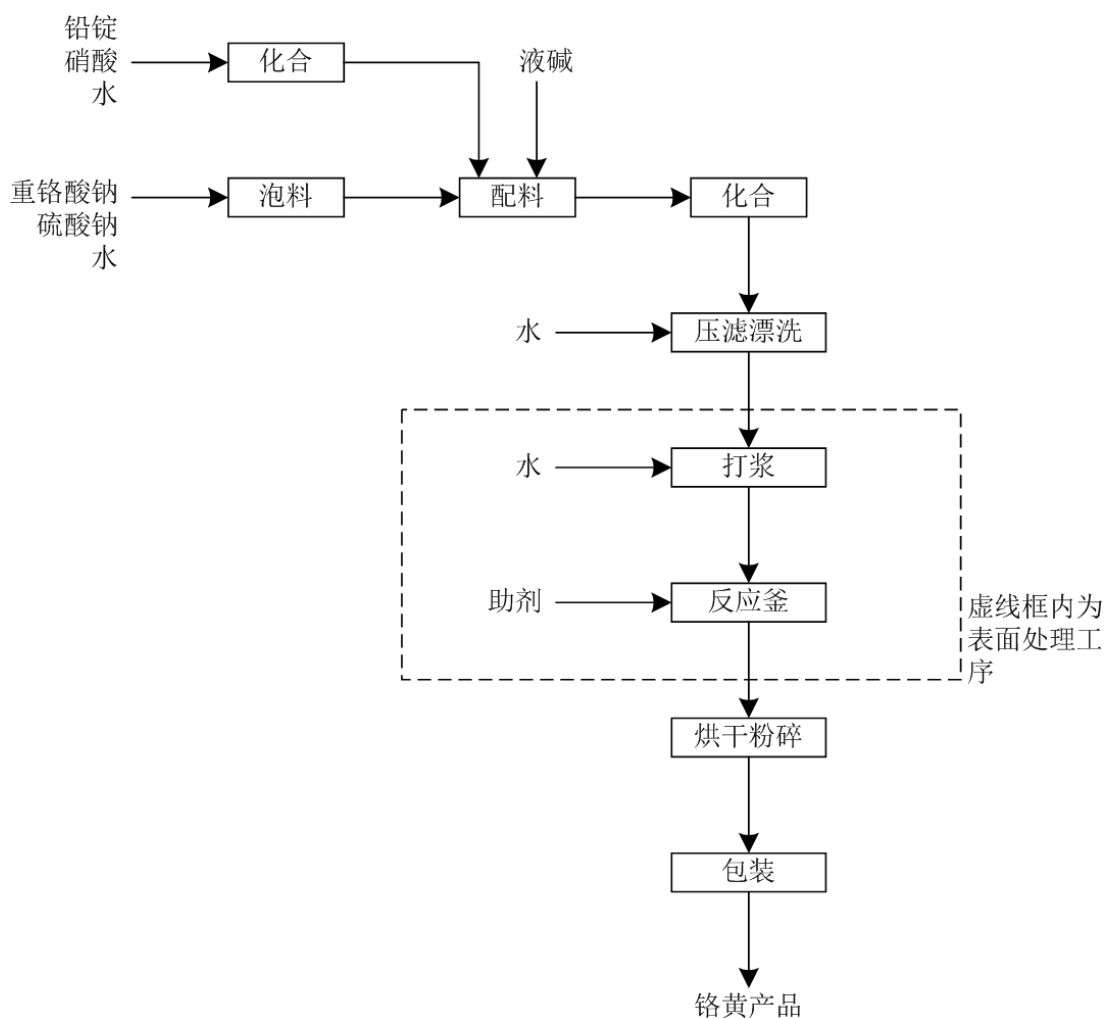 铅锭
硝酸
水
化合
液碱
重铬酸钠
硫酸钠
水
泡料
配料
化合
水
压滤漂洗
水
打浆
助剂
反应釜
虚线框内为
表面处理工
序
烘干粉碎
包装
铬黄产品